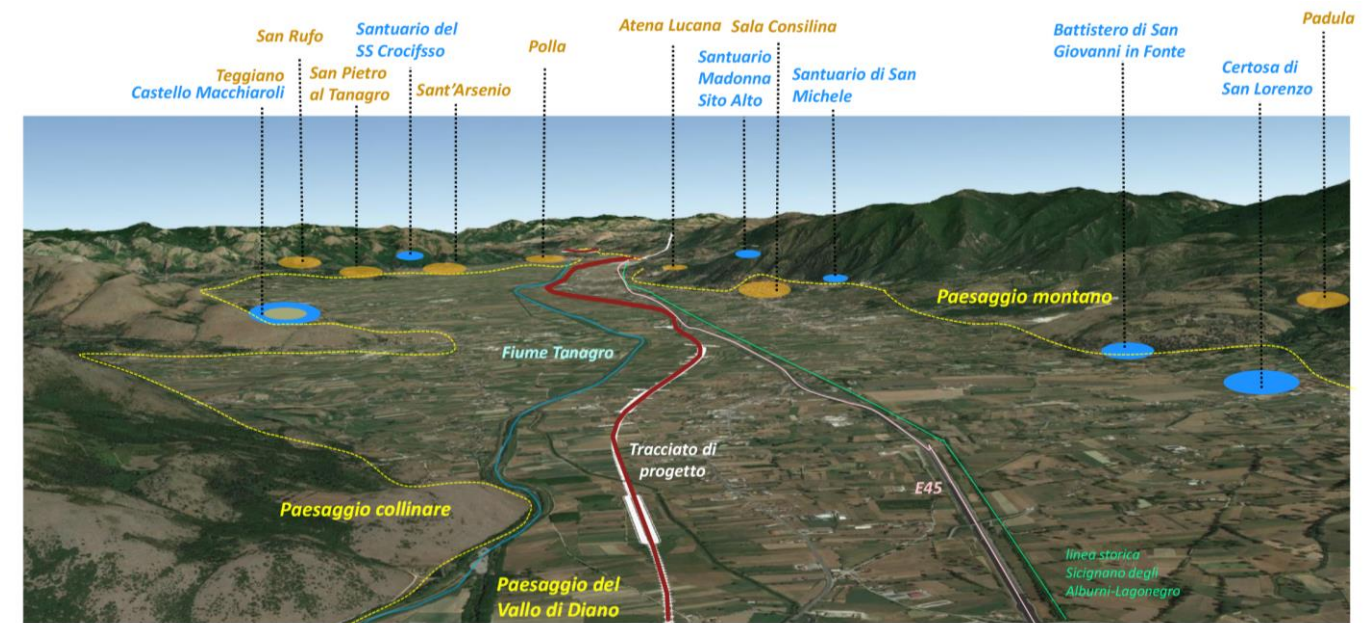 San Rufo
Teggiano
Castello Macchiaroli
San Pietro
al Tanagro
Santuario del
SS Crocifsso
Sant'Arsenio
Polla
Atena Lucana
Santuario
Madonna
Sito Alto
Sala Consilina
Santuario di San
Michele
Battistero di San
Giovanni in Fonte
Certosa di
San Lorenzo
Padula
Paesaggio montano
Fiume Tanagro
Tracciato di
progetto
E45
Paesaggio collinare
Paesaggio del
Vallo di Diano
linea storica
Sicignano degli
Alburni-Lagonegro